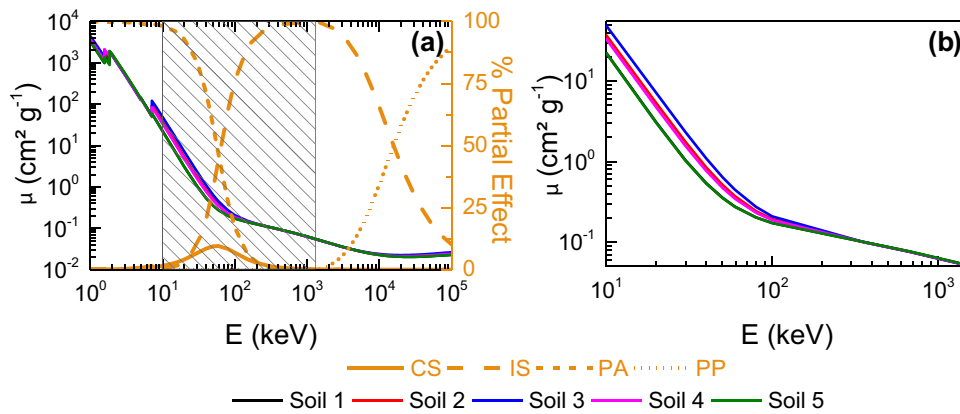 (a)
(b)
μ (cm² g⁻¹)
10⁴
10³
10²
10¹
10⁰
10⁻¹
10⁻²
100
75
50
25
0
% Partial Effect
10⁰ 10¹ 10² 10³ 10⁴ 10⁵
E (keV)
μ (cm² g⁻¹)
10¹
10⁰
10⁻¹
10¹ 10² 10³
E (keV)
CS IS PA PP
Soil 1 Soil 2 Soil 3 Soil 4 Soil 5